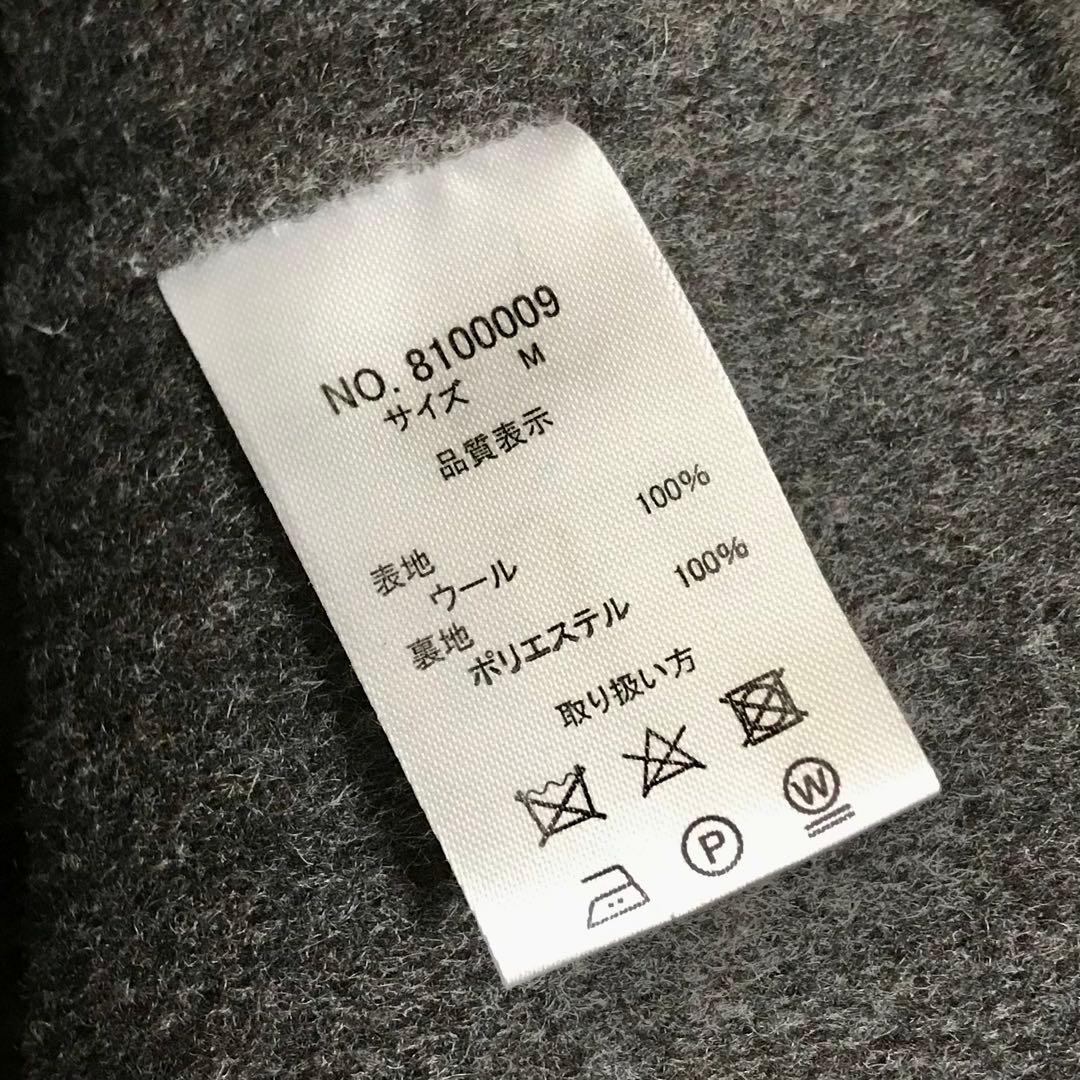 NO. 8100009
サイズ M
品質表示
表地
ウール 100%
裏地
ポリエステル 100%
取り扱い方
P
W